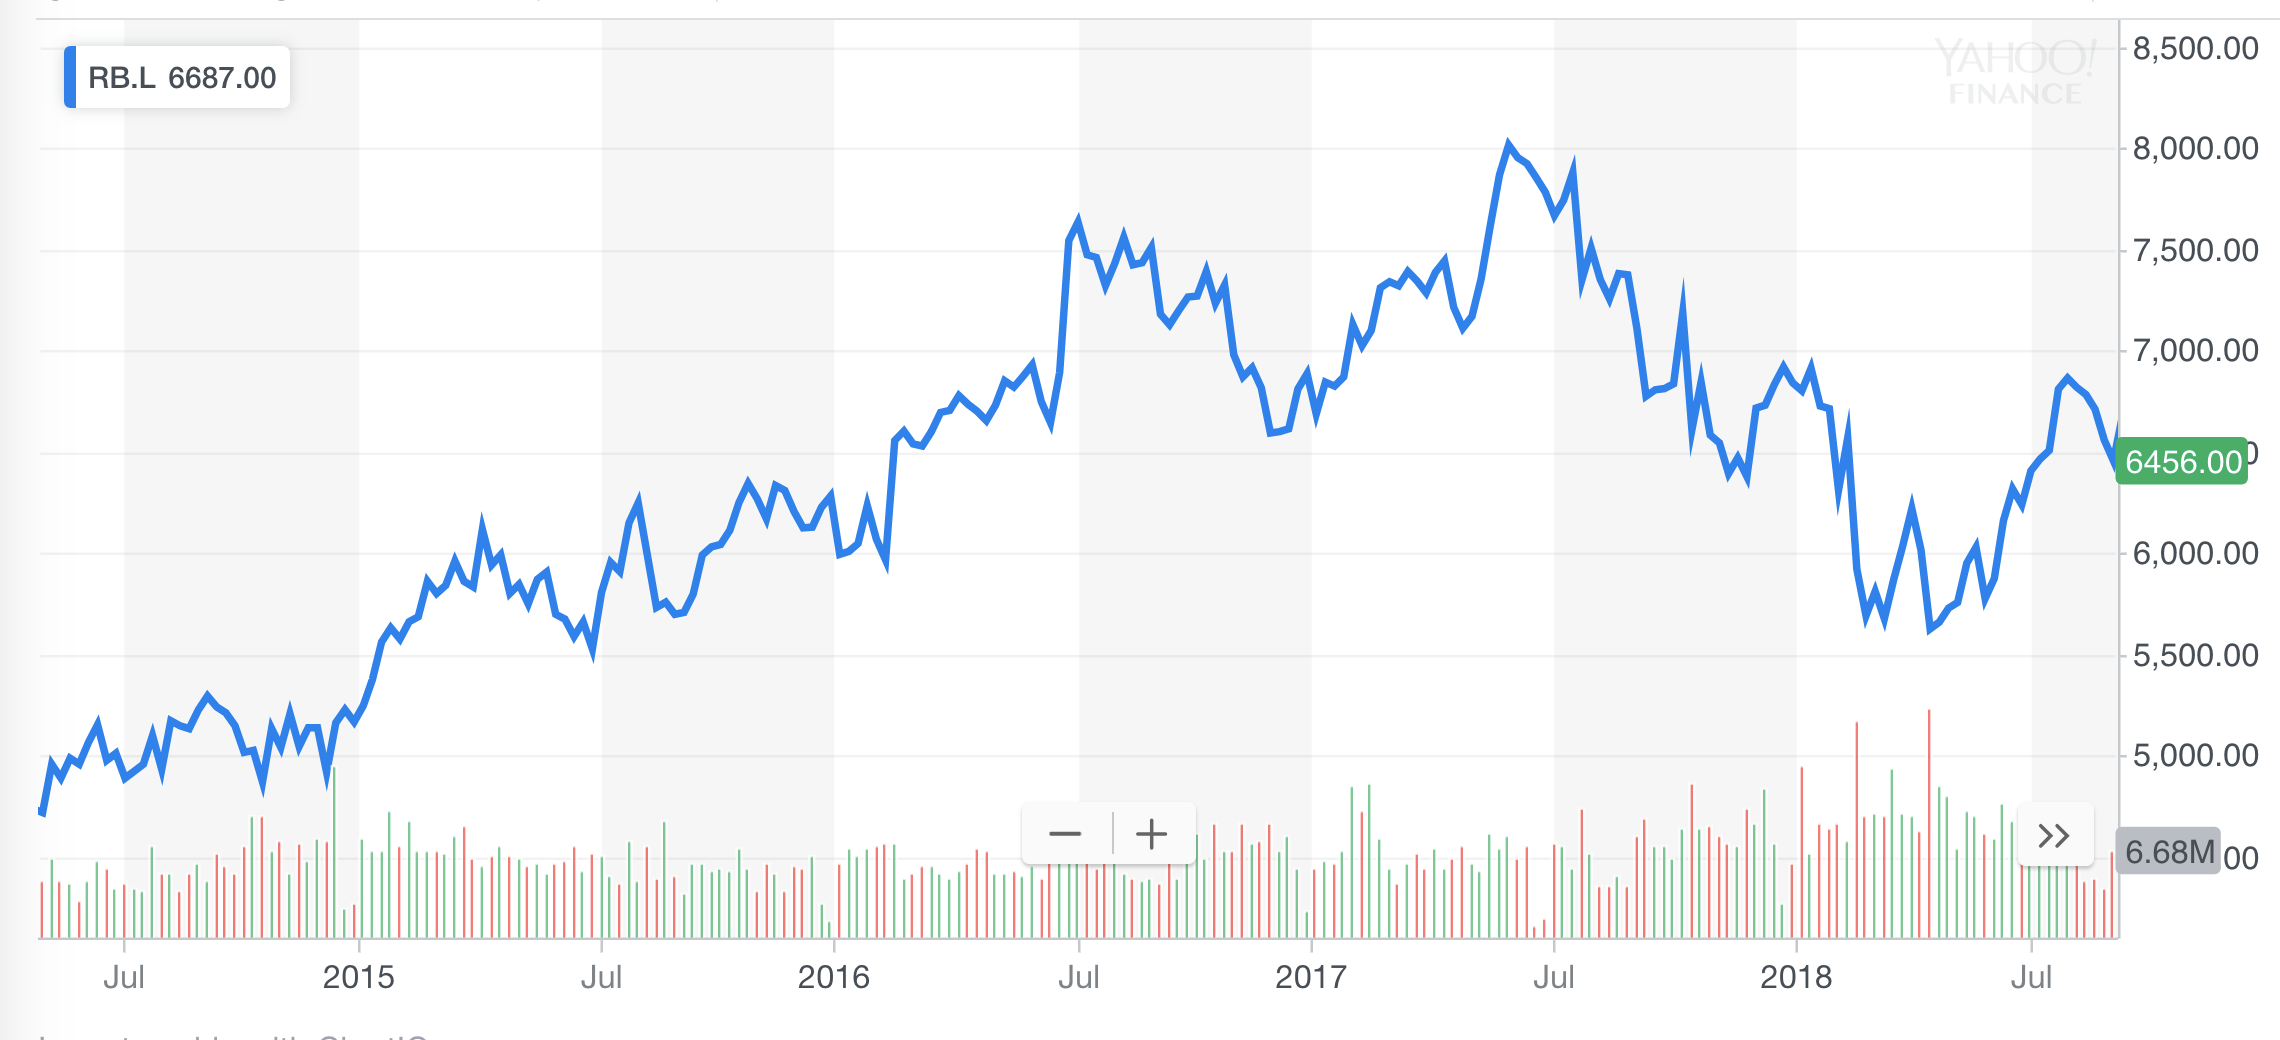 RB.L 6687.00
YAHOO!
FINANCE
8,500.00
8,000.00
7,500.00
7,000.00
6456.00
6,000.00
5,500.00
5,000.00
6.68M
Jul 2015 Jul 2016 Jul 2017 Jul 2018 Jul